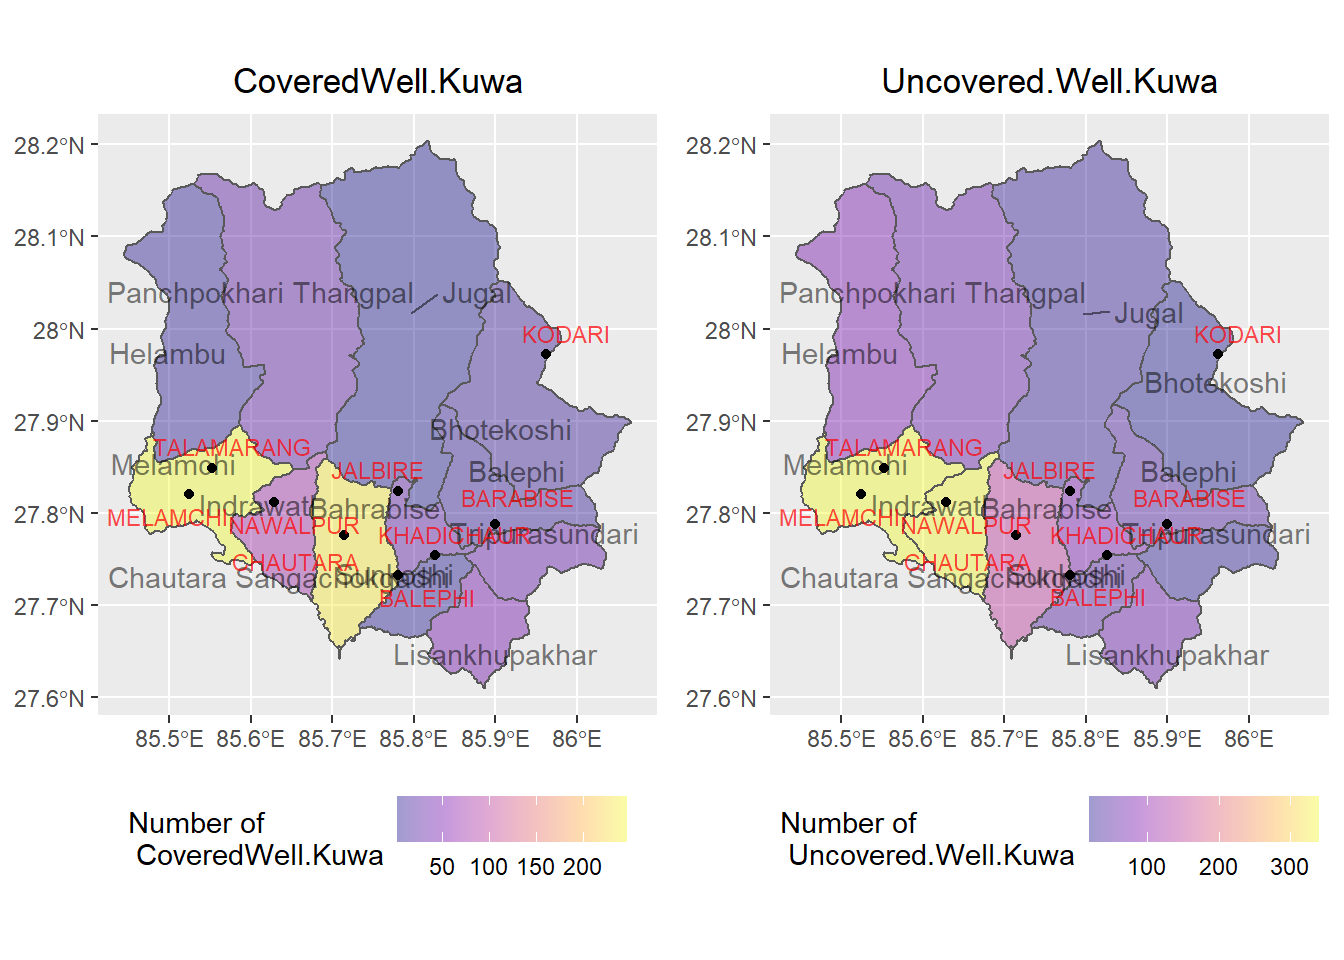 CoveredWell.Kuwa
28.2°N
28.1°N
28°N
27.9°N
27.8°N
27.7°N
27.6°N
Panchpokhari Thangpal
Jugal
KODARI
Helambu
Bhotekoshi
TALAMARANG
Melamchi
JALBIRE
Balephi
Indrawati
Bahrapise
BARABISE
MELAMCHI
NAWALPUR
KHADICHAUR
Tripurasundari
CHAUTARA
Chautara Sangachokgadhi
Sunkoshi
BALEPHI
Lisankhupakhar
85.5°E 85.6°E 85.7°E 85.8°E 85.9°E 86°E
Number of
CoveredWell.Kuwa
50 100 150 200
Uncovered.Well.Kuwa
28.2°N
28.1°N
28°N
27.9°N
27.8°N
27.7°N
27.6°N
Panchpokhari Thangpal
Jugal
KODARI
Helambu
Bhotekoshi
TALAMARANG
Melamchi
JALBIRE
Balephi
Indrawati
Bahrapise
BARABISE
MELAMCHI
NAWALPUR
KHADICHAUR
Tripurasundari
CHAUTARA
Chautara Sangachokgadhi
Sunkoshi
BALEPHI
Lisankhupakhar
85.5°E 85.6°E 85.7°E 85.8°E 85.9°E 86°E
Number of
Uncovered.Well.Kuwa
100 200 300